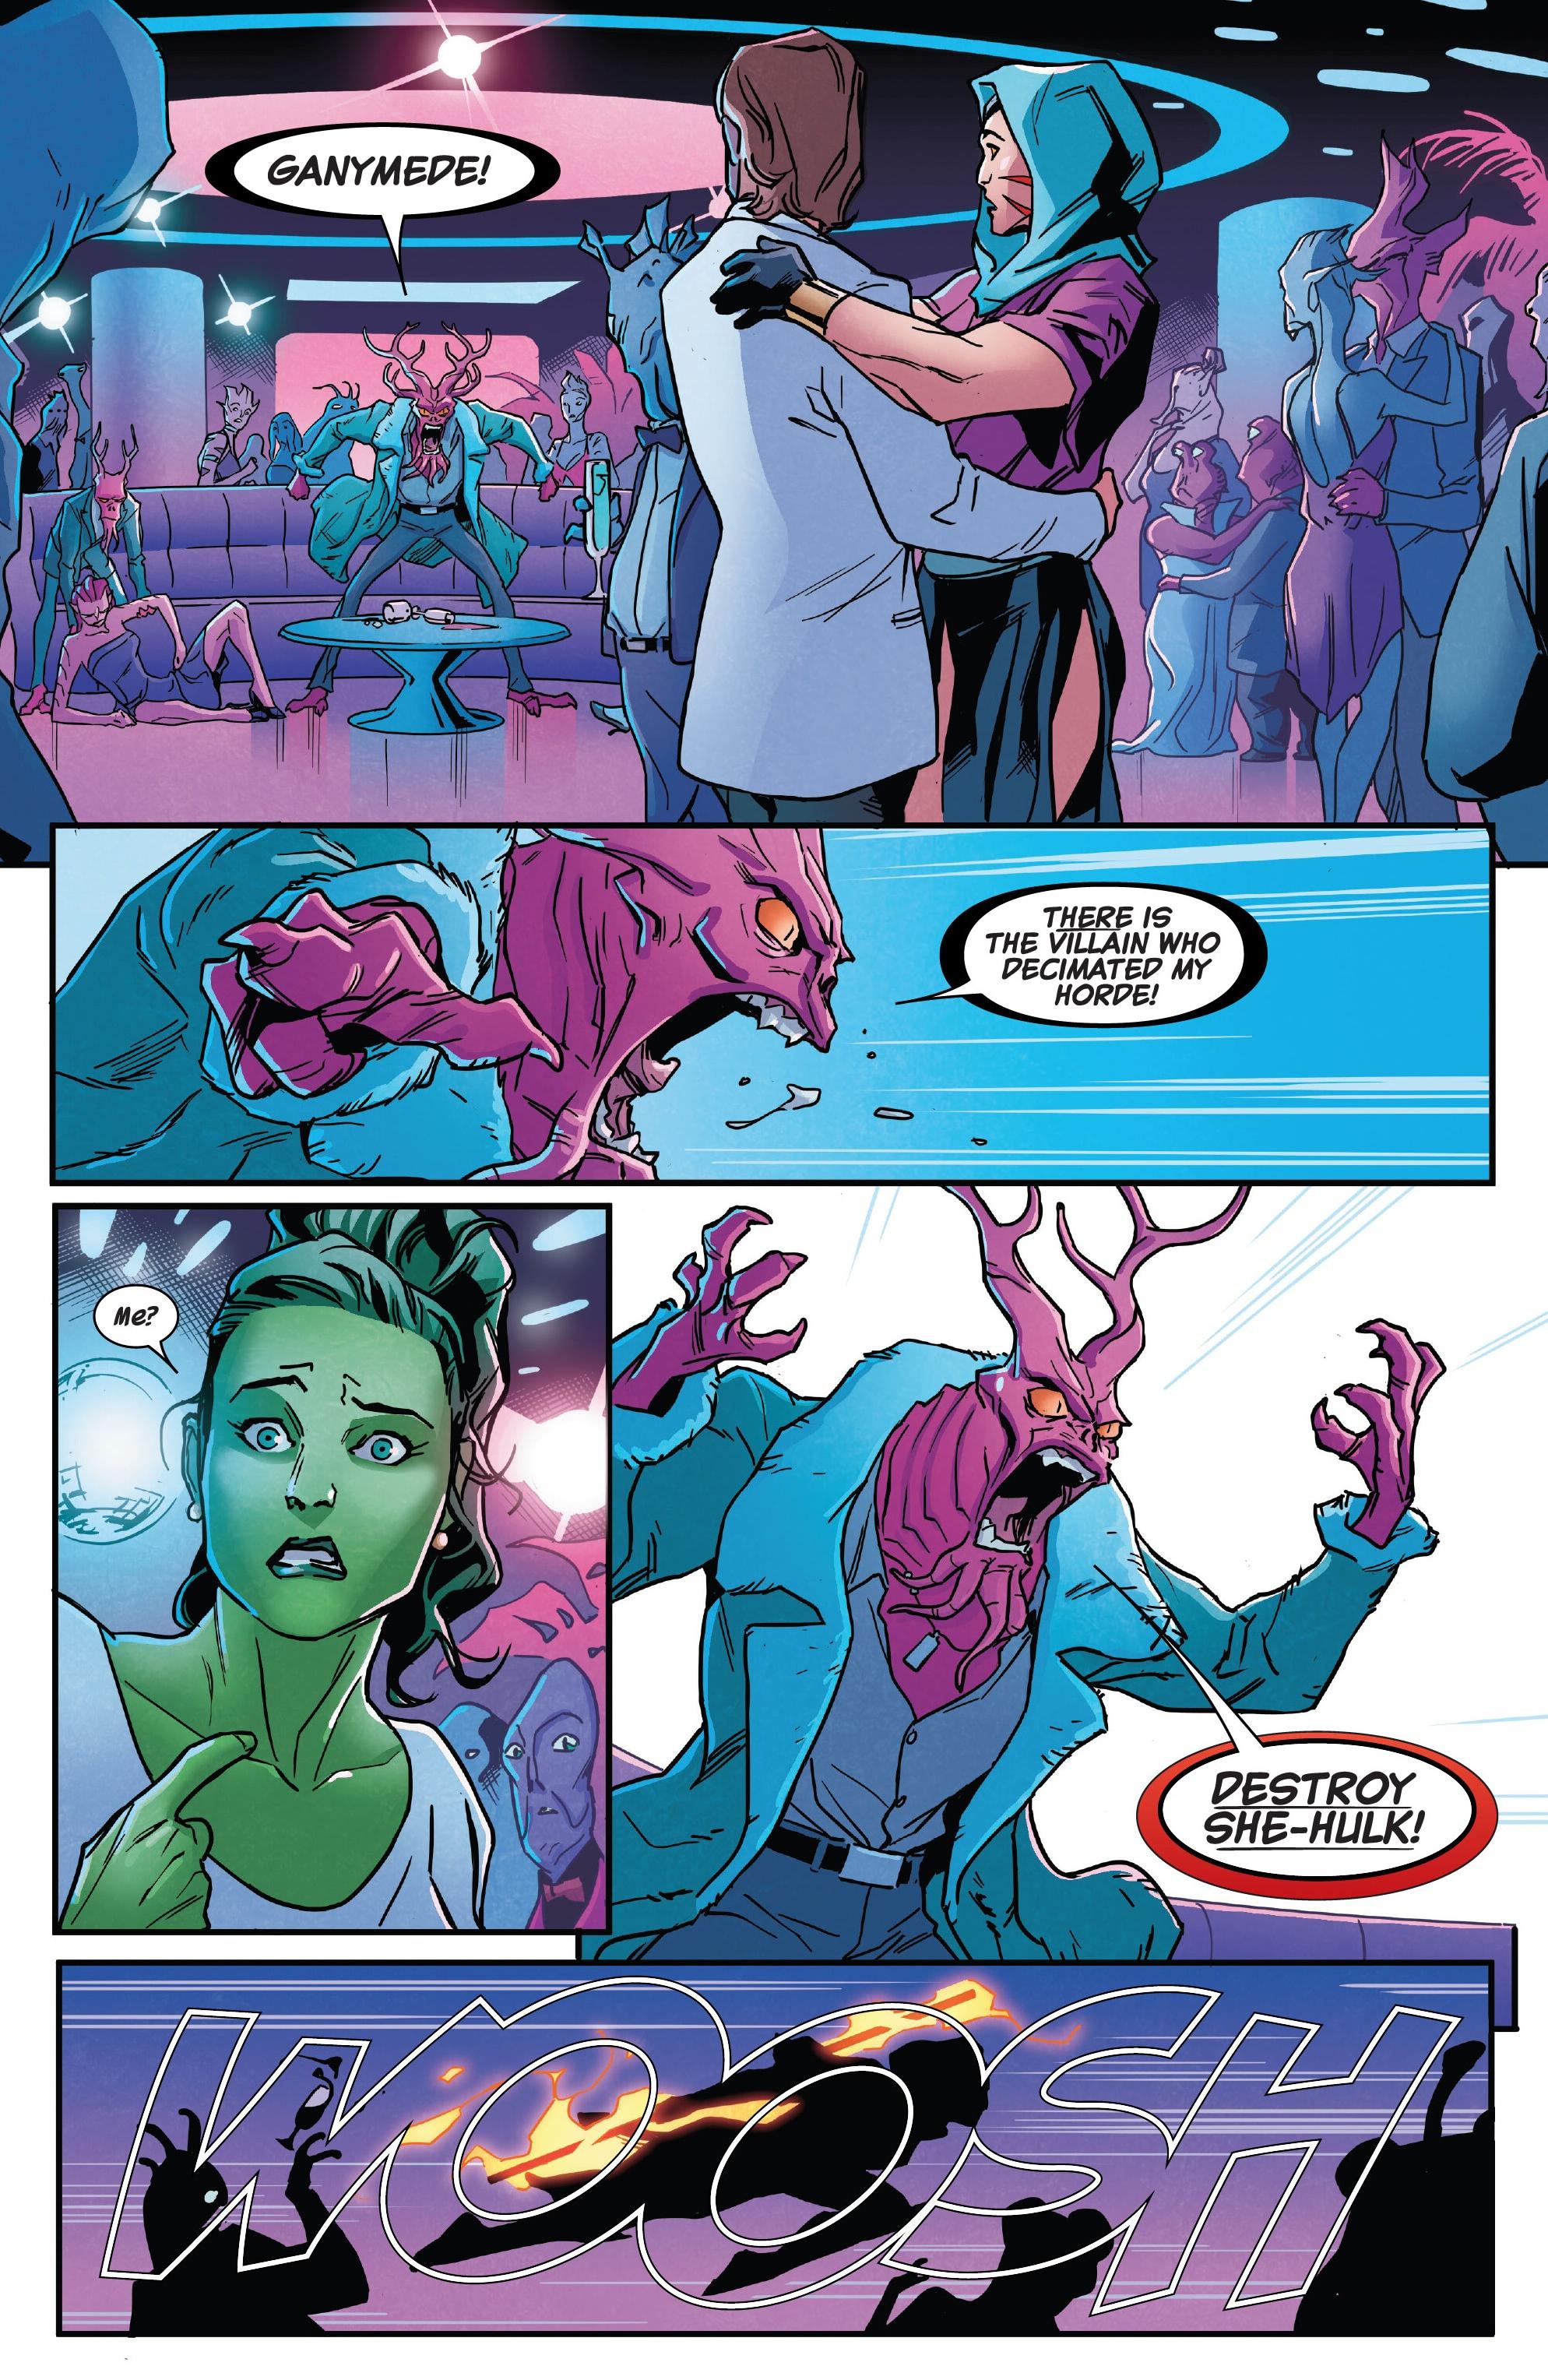 GANYMEDE!
THERE IS
THE VILLAIN WHO
DECIMATED MY
HORDE!
Me?
DESTROY
SHE-HULK!
WOOSH